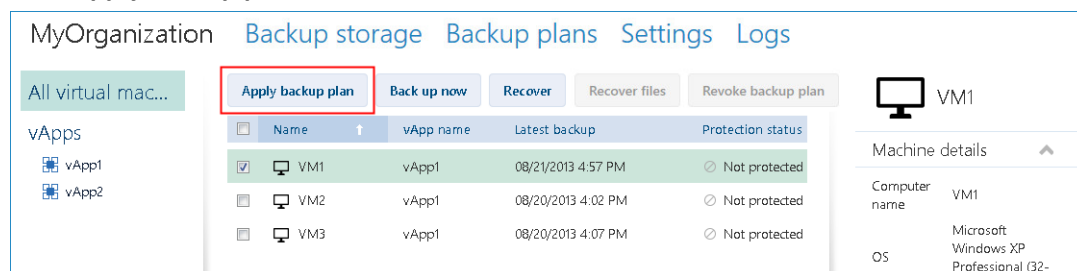 MyOrganization Backup storage Backup plans Settings Logs
All virtual mac...
vApps
vApp1
vApp2
Apply backup plan Back up now Recover Recover files Revoke backup plan
Name vApp name Latest backup Protection status
VM1 vApp1 08/21/2013 4:57 PM Not protected
VM2 vApp1 08/20/2013 4:02 PM Not protected
VM3 vApp1 08/20/2013 4:07 PM Not protected
VM1
Machine details
Computer name VM1
OS Microsoft
Windows XP
Professional (32-